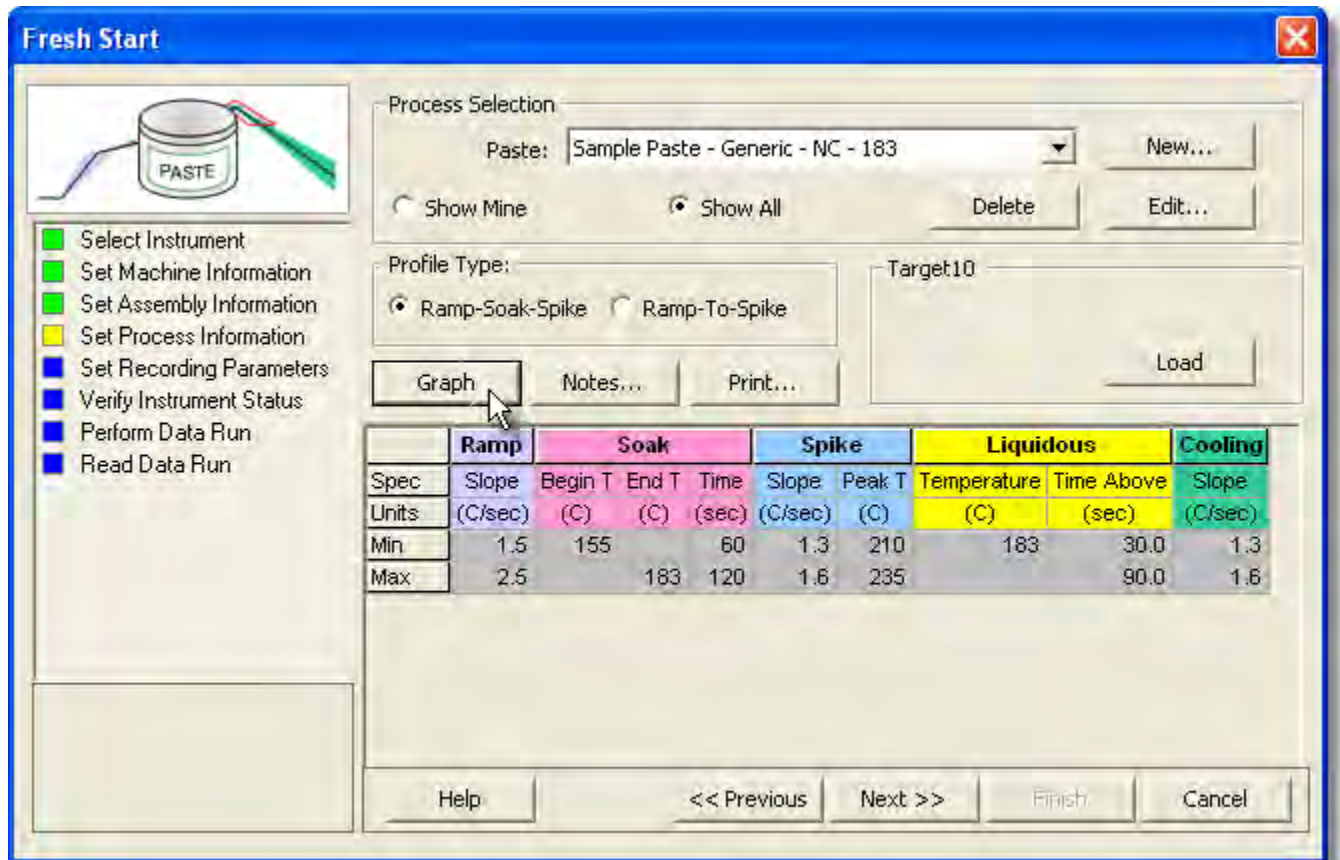 Fresh Start
PASTE
Select Instrument
Set Machine Information
Set Assembly Information
Set Process Information
Set Recording Parameters
Verify Instrument Status
Perform Data Run
Read Data Run
Process Selection
Paste: Sample Paste - Generic - NC - 183 New...
Show Mine Show All Delete Edit...
Profile Type:
Ramp-Soak-Spike Ramp-To-Spike
Target10
Load
Graph Notes... Print...
Ramp Soak Spike Liquidous Cooling
Spec Slope Begin T End T Time Slope Peak T Temperature Time Above Slope
Units (C/sec) (C) (C) (sec) (C/sec) (C) (C) (sec) (C/sec)
Min 1.5 155 60 1.3 210 183 30.0 1.3
Max 2.5 183 120 1.6 235 90.0 1.6
Help << Previous Next >> Finish Cancel